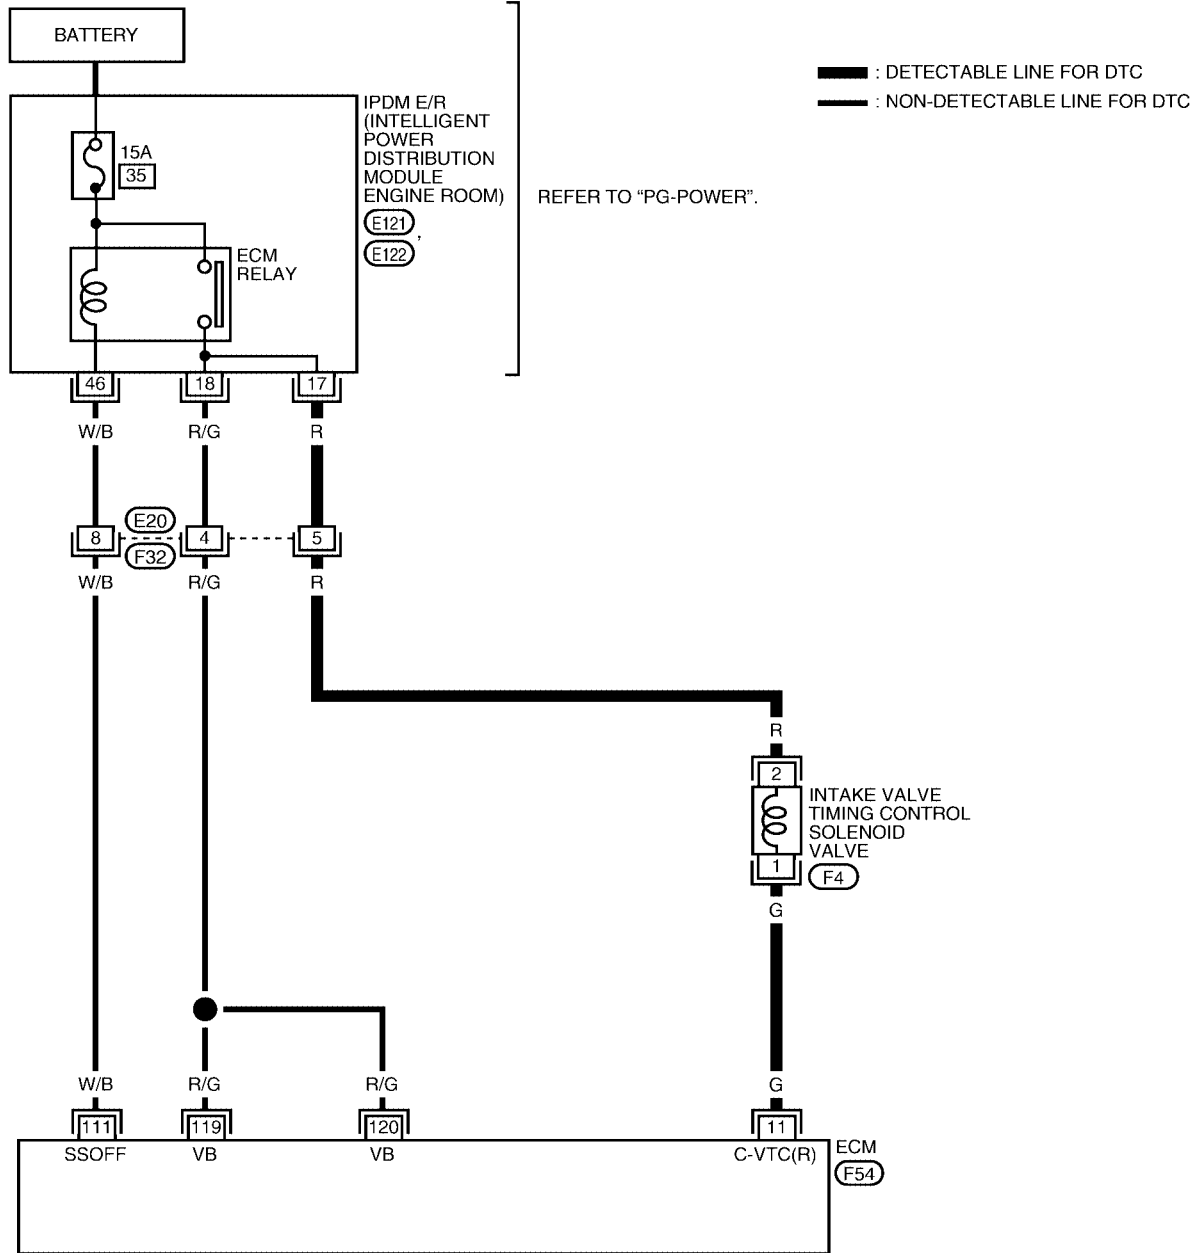 BATTERY
: DETECTABLE LINE FOR DTC
: NON-DETECTABLE LINE FOR DTC
IPDM E/R
(INTELLIGENT
POWER
DISTRIBUTION
MODULE
ENGINE ROOM)
E121 ,
E122
REFER TO “PG-POWER”.
15A
35
ECM
RELAY
46 18 17
W/B R/G R
E20
8 4 5
F32
W/B R/G R
R
2
INTAKE VALVE
TIMING CONTROL
SOLENOID
VALVE
1
F4
G
W/B R/G R/G G
111 119 120 11
SSOFF VB VB C-VTC(R)
ECM
F54